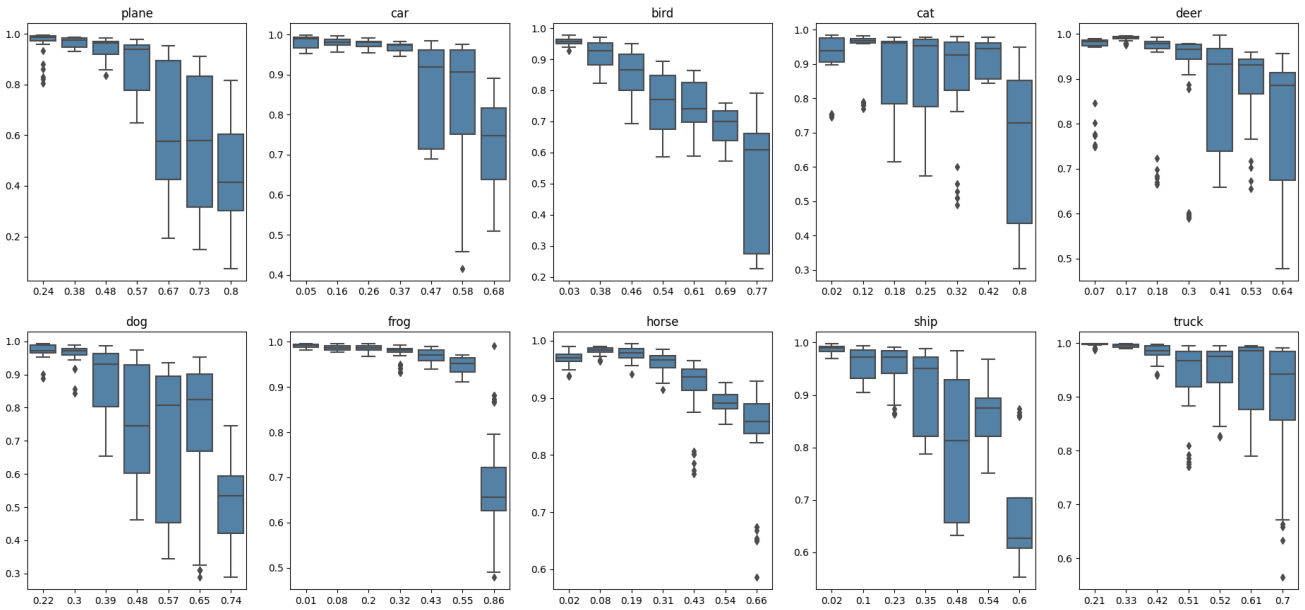 plane car bird cat deer
1.0 0.8 0.6 0.4 0.2
0.24 0.38 0.48 0.57 0.67 0.73 0.8
1.0 0.9 0.8 0.7 0.6 0.5 0.4
0.05 0.16 0.26 0.37 0.47 0.58 0.68
1.0 0.9 0.8 0.7 0.6 0.5 0.4 0.3 0.2
0.03 0.38 0.46 0.54 0.61 0.69 0.77
1.0 0.9 0.8 0.7 0.6 0.5 0.4 0.3
0.02 0.12 0.18 0.25 0.32 0.42 0.8
1.0 0.9 0.8 0.7 0.6 0.5
0.07 0.17 0.18 0.3 0.41 0.53 0.64
dog frog horse ship truck
1.0 0.9 0.8 0.7 0.6 0.5 0.4 0.3
0.22 0.3 0.39 0.48 0.57 0.65 0.74
1.0 0.9 0.8 0.7 0.6 0.5
0.01 0.08 0.2 0.32 0.43 0.55 0.86
1.0 0.9 0.8 0.7 0.6
0.02 0.08 0.19 0.31 0.43 0.54 0.66
1.0 0.9 0.8 0.7 0.6
0.02 0.1 0.23 0.35 0.48 0.54 0.6
1.0 0.9 0.8 0.7 0.6
0.21 0.33 0.42 0.51 0.52 0.61 0.7